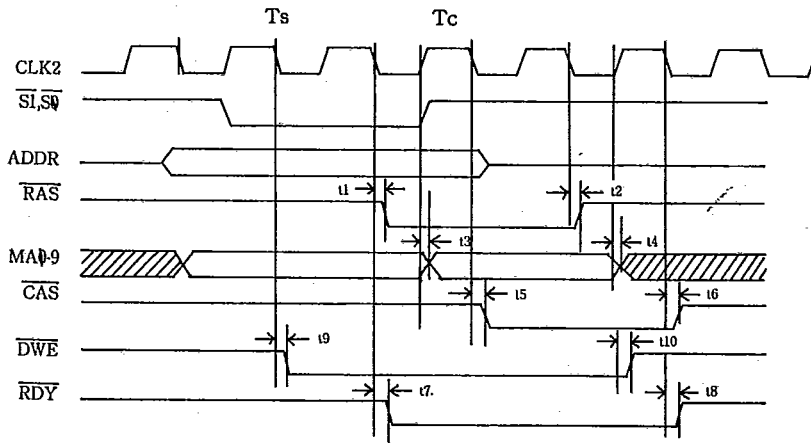 Ts Tc
CLK2
S1,S0
ADDR
RAS t1 t2
t3 t4
MA0-9
CAS t5 t6
DWE t9 t10
RDY t7. t8